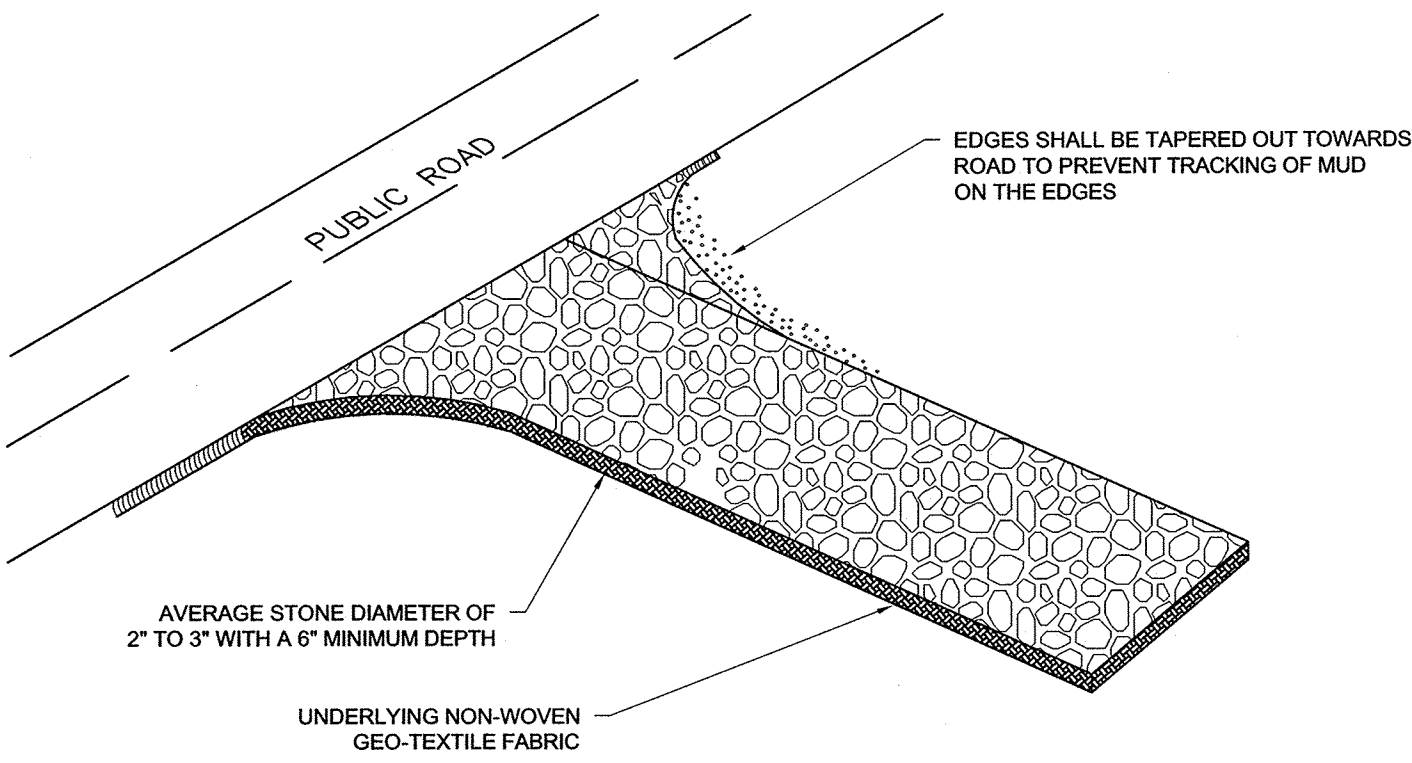 PUBLIC ROAD
EDGES SHALL BE TAPERED OUT TOWARDS
ROAD TO PREVENT TRACKING OF MUD
ON THE EDGES
AVERAGE STONE DIAMETER OF
2" TO 3" WITH A 6" MINIMUM DEPTH
UNDERLYING NON-WOVEN
GEO-TEXTILE FABRIC